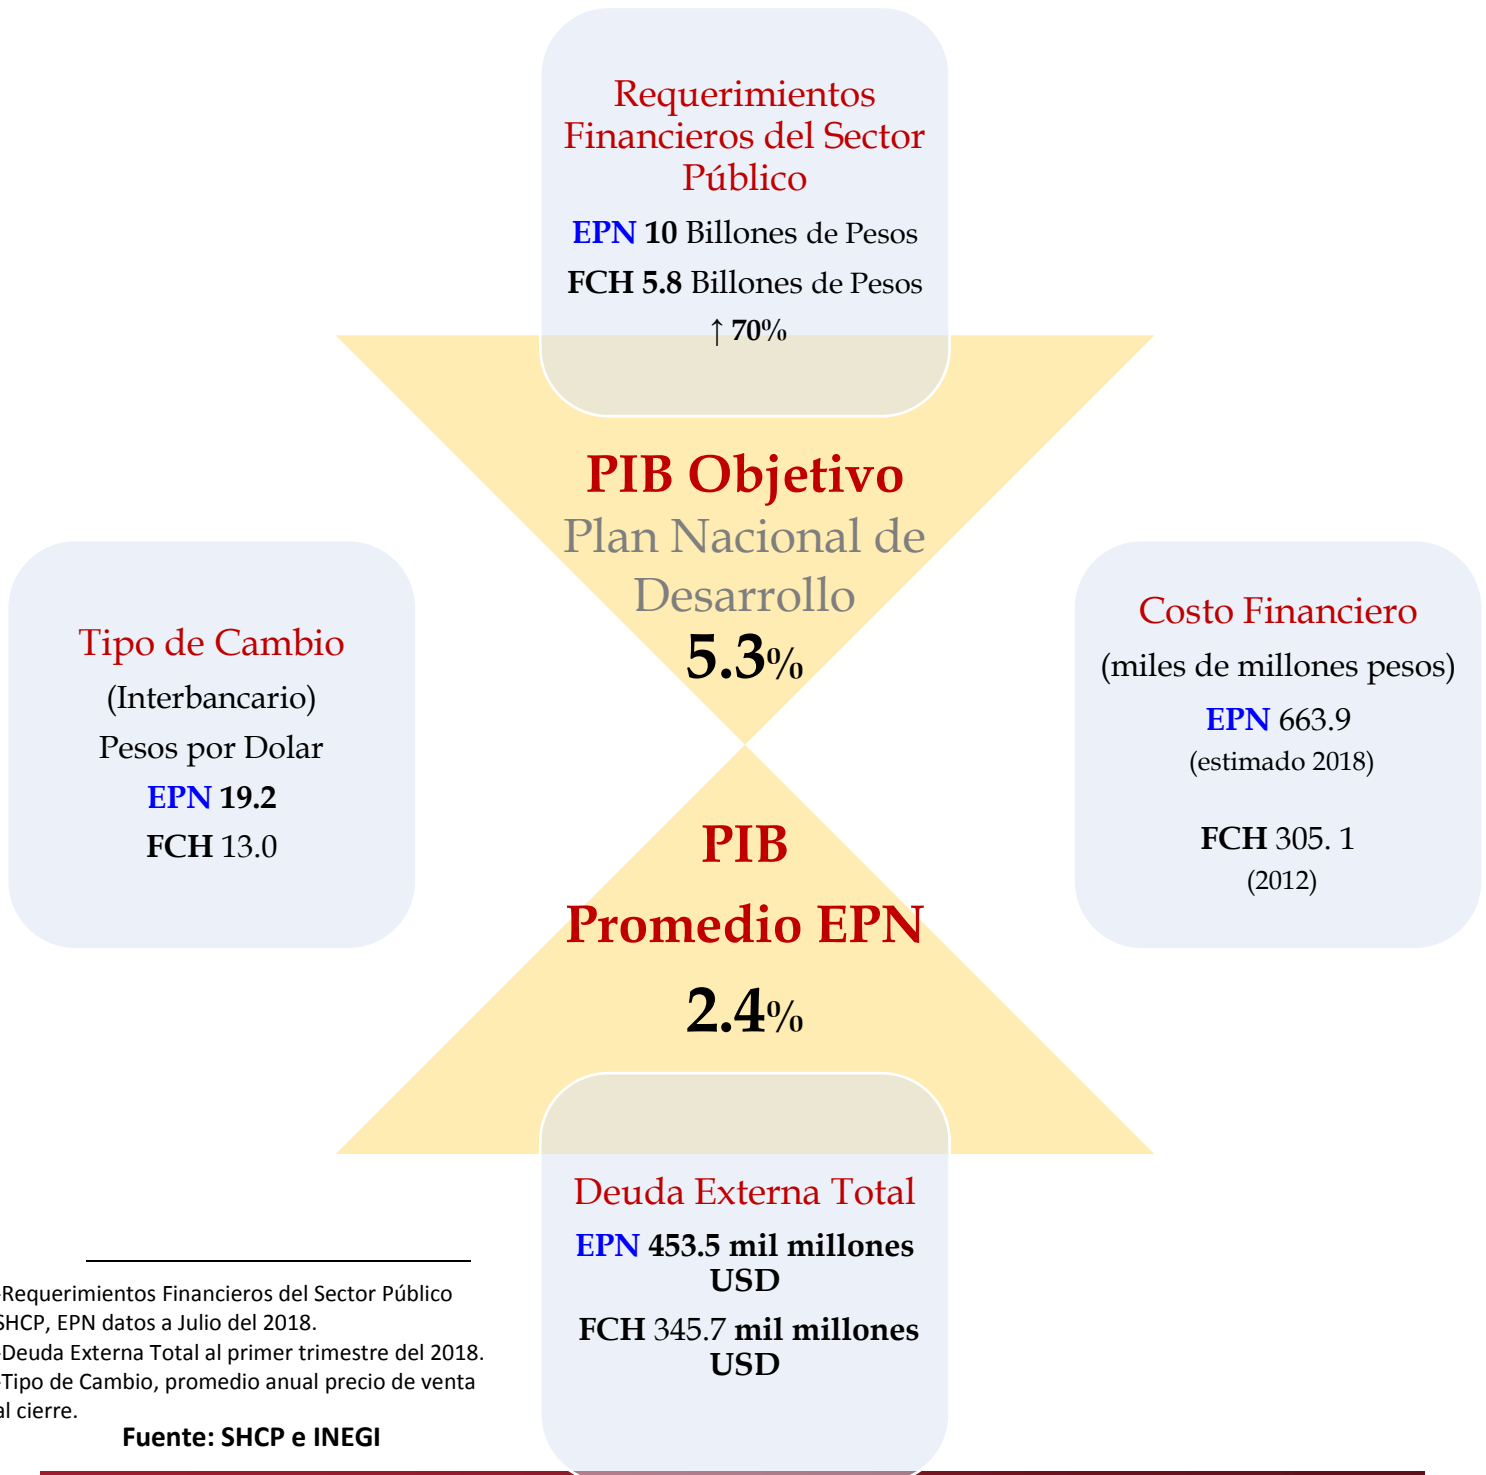 Requerimientos
Financieros del Sector
Público
EPN 10 Billones de Pesos
FCH 5.8 Billones de Pesos
↑ 70%
PIB Objetivo
Plan Nacional de
Desarrollo
5.3%
Tipo de Cambio
(Interbancario)
Pesos por Dolar
EPN 19.2
FCH 13.0
Costo Financiero
(miles de millones pesos)
EPN 663.9
(estimado 2018)
FCH 305. 1
(2012)
PIB
Promedio EPN
2.4%
Deuda Externa Total
EPN 453.5 mil millones
USD
FCH 345.7 mil millones
USD
-Requerimientos Financieros del Sector Público
SHCP, EPN datos a Julio del 2018.
-Deuda Externa Total al primer trimestre del 2018.
-Tipo de Cambio, promedio anual precio de venta
al cierre.
Fuente: SHCP e INEGI